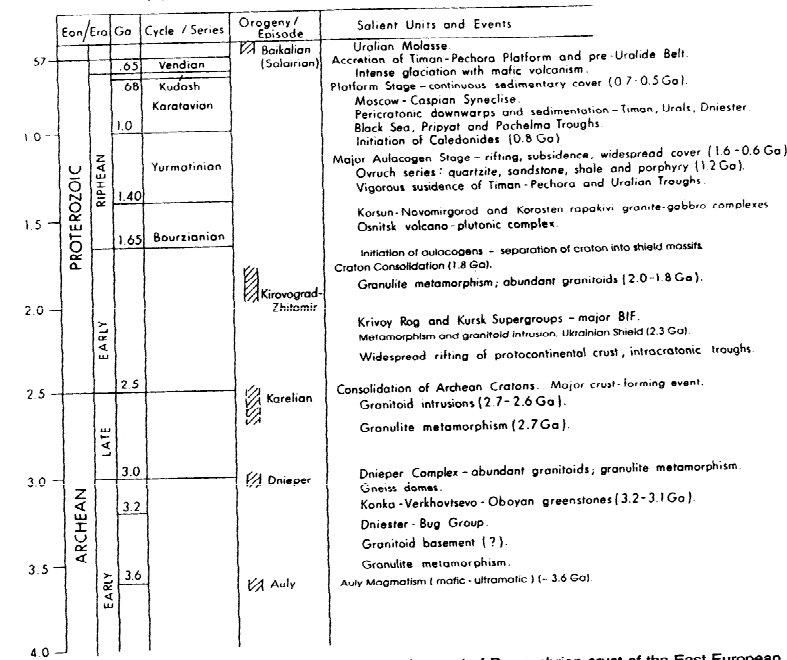 Eon/Era Ga Cycle / Series Orogeny/ Episode Salient Units and Events
Baikalian
(Salairian)
Uralian Molasse.
57
Accretion of Timan-Pechora Platform and pre-Uralide Belt.
.65 Vendian
Intense glaciation with mafic volcanism.
.68 Kudash
Platform Stage – continuous sedimentary cover (0.7-0.5 Ga).
Karatavian
Moscow - Caspian Syneclise.
Pericratonic downwarps and sedimentation – Timan, Urals, Dniester.
1.0
Black Sea, Pripyat and Pachelma Troughs.
1.0
Initiation of Caledonides (0.8 Ga)
Major Aulacogen Stage – rifting, subsidence, widespread cover (1.6-0.6 Ga)
Yurmatinian
Ovruch series: quartzite, sandstone, shale and porphyry (1.2 Ga).
Vigorous susidence of Timan-Pechora and Uralian Troughs.
1.40
Korsun-Novomirgorod and Korosten rapakivi granite-gabbro complexes
1.5
Osnitsk volcano-plutonic complex.
1.65 Bourzianian
Initiation of aulacogens – separation of craton into shield massifs.
Craton Consolidation (1.8 Ga).
Granulite metamorphism; abundant granitoids (2.0-1.8 Ga).
Kirovograd-
Zhitomir
2.0
Krivoy Rog and Kursk Supergroups – major BIF.
Metamorphism and granitoid intrusion, Ukrainian Shield (2.3 Ga).
Widespread rifting of protocontinental crust, intracratonic troughs.
PROTEROZOIC
RIPHEAN
EARLY
2.5
2.5
Consolidation of Archean Cratons. Major crust-forming event.
Karelian
Granitoid intrusions (2.7-2.6 Ga).
Granulite metamorphism (2.7 Ga).
LATE
3.0
3.0
Dnieper
Dnieper Complex – abundant granitoids; granulite metamorphism.
Gneiss domes.
3.2
Konka-Verkhovtsevo-Oboyan greenstones (3.2-3.1 Ga).
Dniester - Bug Group.
Granitoid basement (?).
3.5
Granulite metamorphism.
3.6
Auly
Auly Magmatism (mafic-ultramatic) (~ 3.6 Ga).
ARCHEAN
EARLY
4.0
crust of the East European